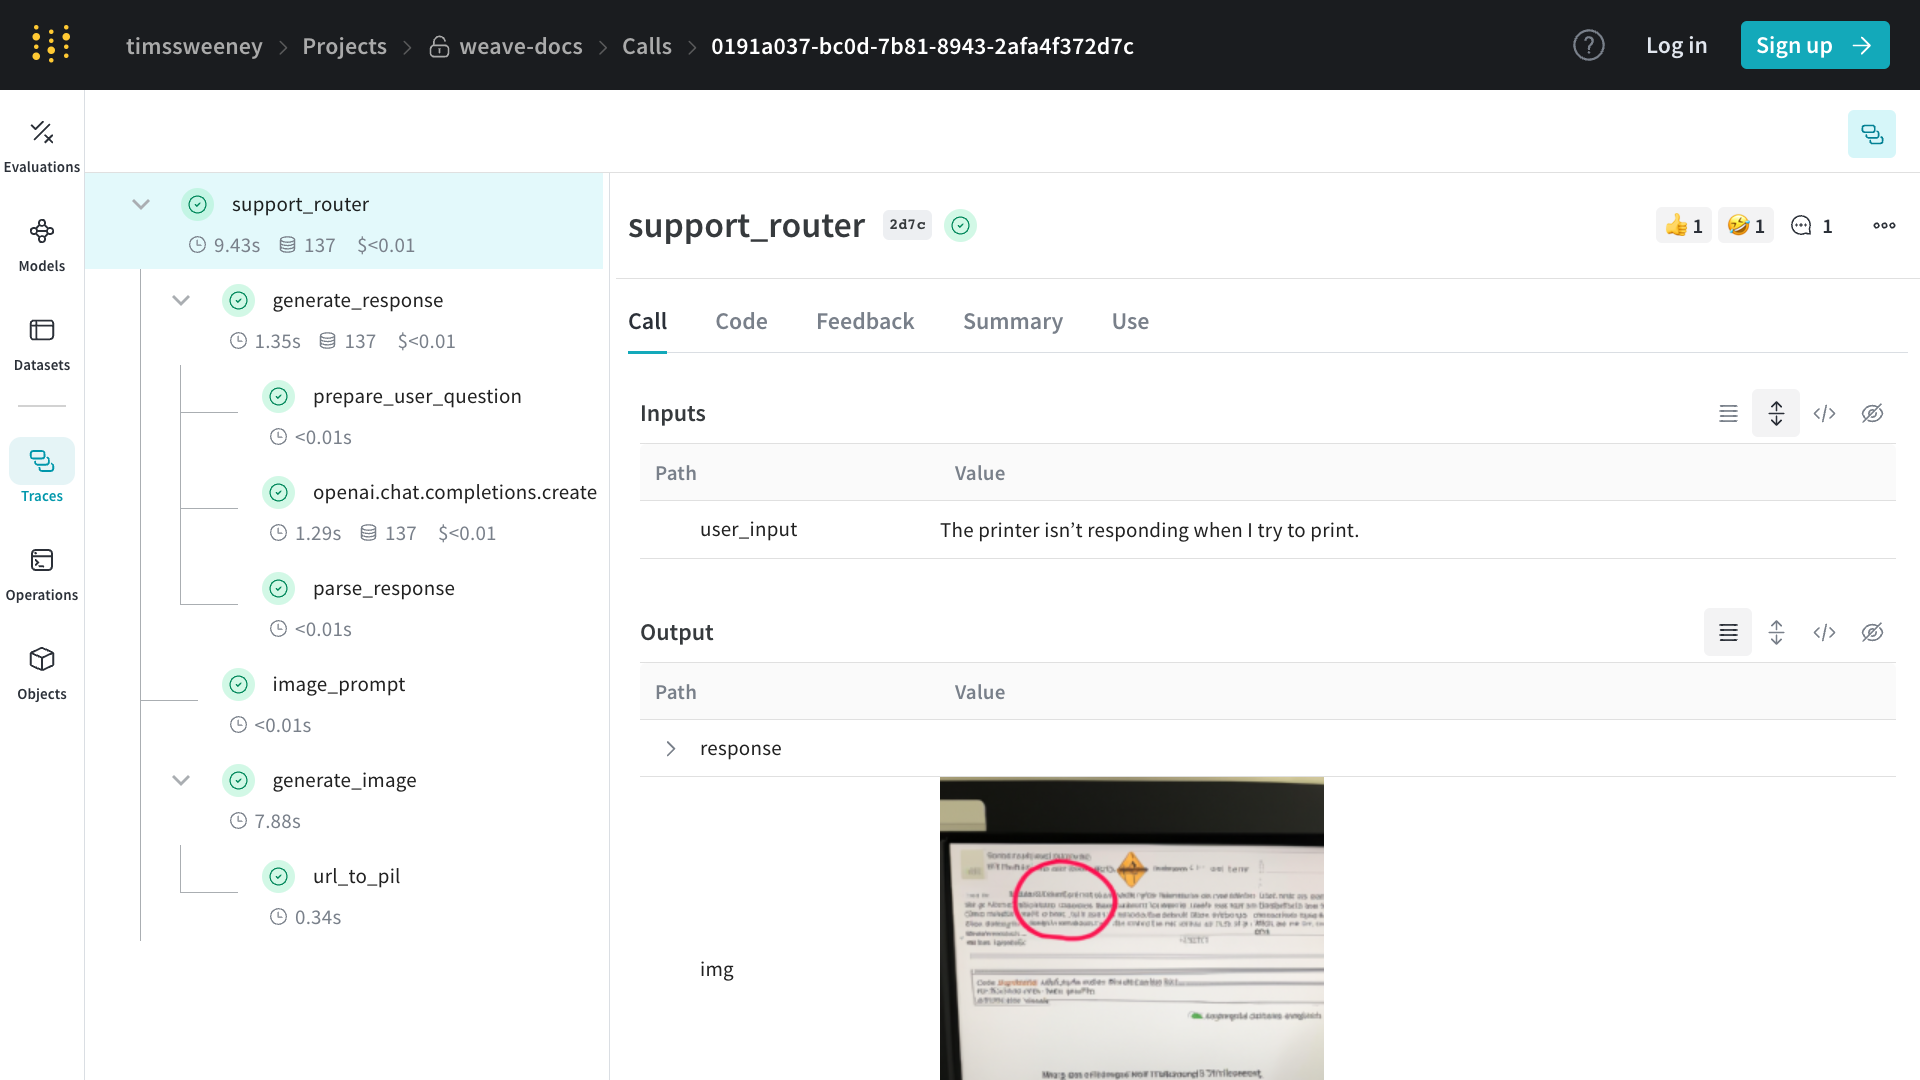 timssweeney > Projects > weave-docs > Calls > 0191a037-bc0d-7b81-8943-2afa4f372d7c
Log in
Sign up
Evaluations
Models
Datasets
Traces
Operations
Objects
support_router
9.43s 137 $<0.01
generate_response
1.35s 137 $<0.01
prepare_user_question
<0.01s
openai.chat.completions.create
1.29s 137 $<0.01
parse_response
<0.01s
image_prompt
<0.01s
generate_image
7.88s
url_to_pil
0.34s
support_router 2d7c
1 1 1
Call Code Feedback Summary Use
Inputs
Path Value
user_input The printer isn’t responding when I try to print.
Output
Path Value
response
img